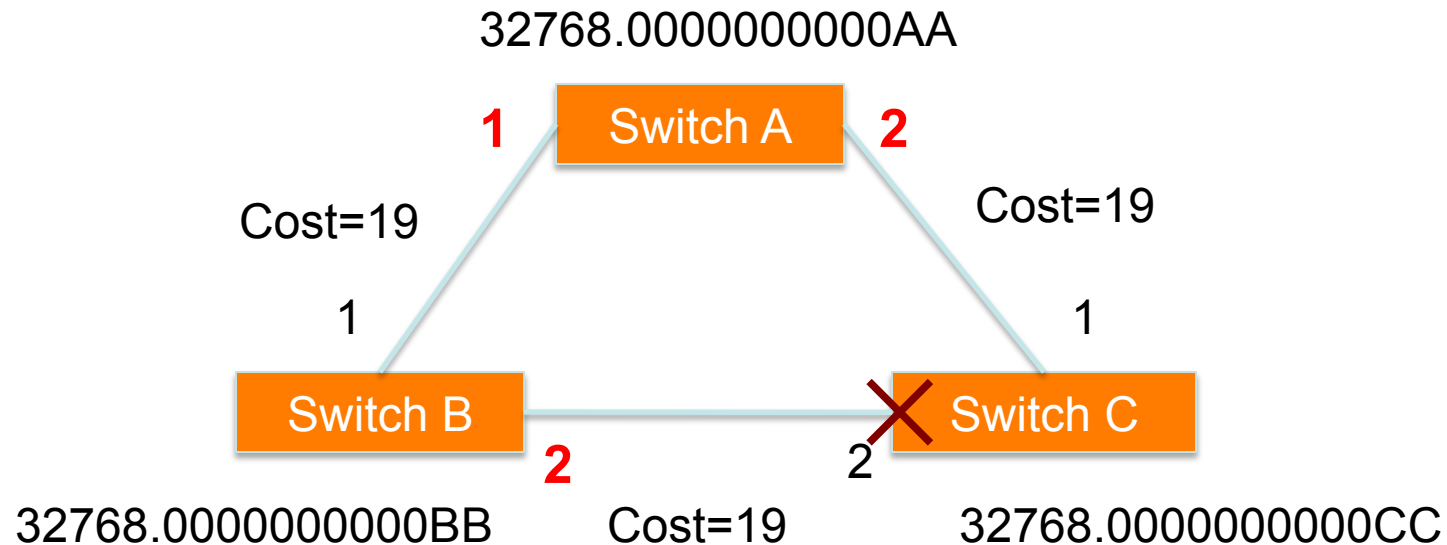 32768.0000000000AA
1 Switch A 2
Cost=19 Cost=19
1 1
Switch B Switch C
2 2
32768.0000000000BB Cost=19 32768.0000000000CC